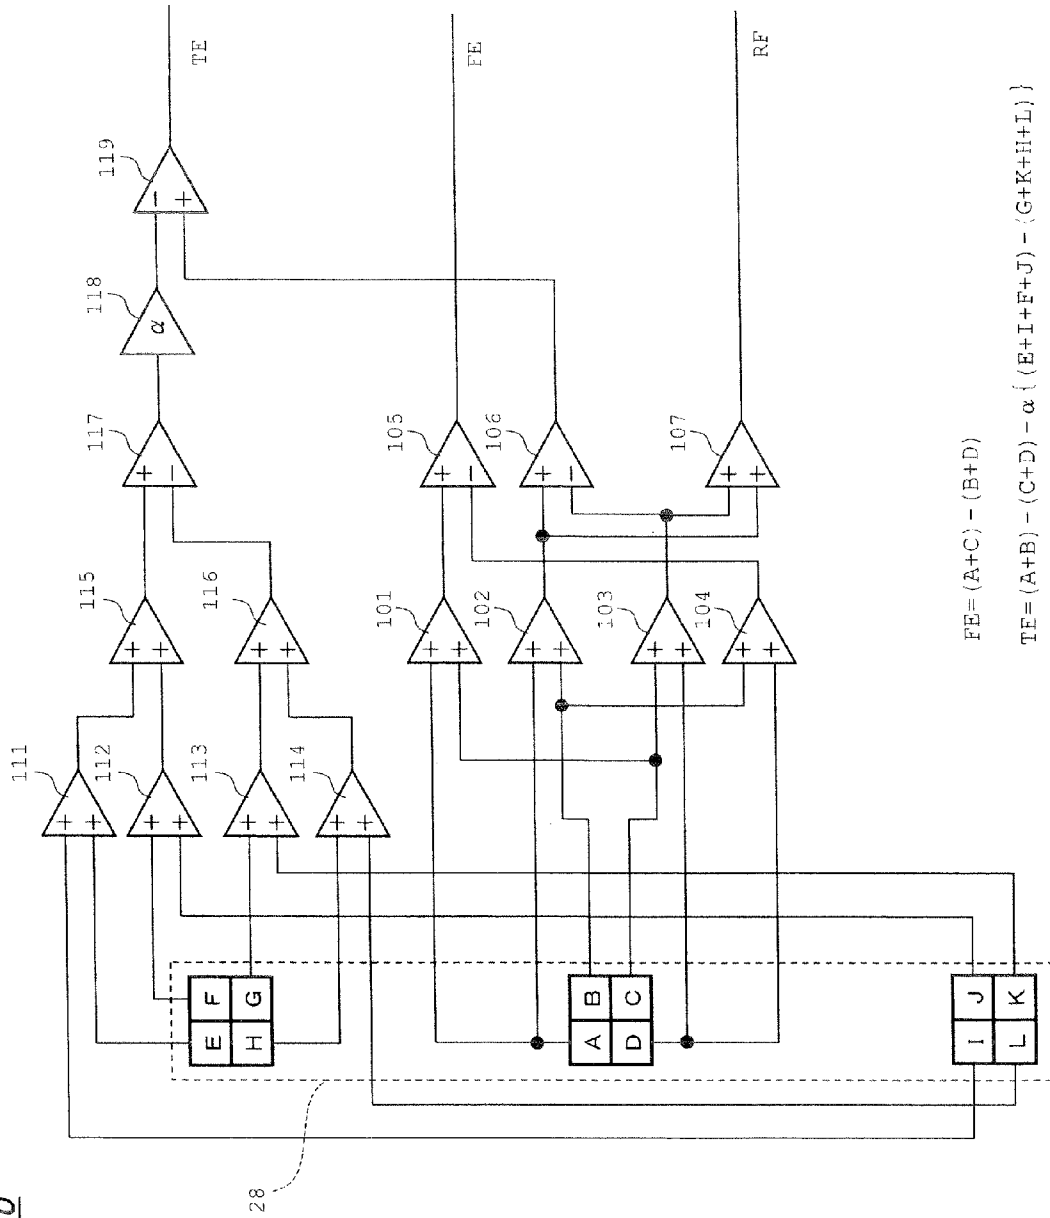 TE
119
118
α
− +
117
+ −
115
+ +
116
+ +
111
+ +
112
+ +
113
+ +
114
+ +
FE
105
+ −
106
+ −
RF
107
+ +
101
+ +
102
+ +
103
+ +
104
+ +
E F
H G
A B
D C
I J
L K
28
FE=(A+C)-(B+D)
TE=(A+B)-(C+D)-α{(E+I+F+J)-(G+K+H+L)}